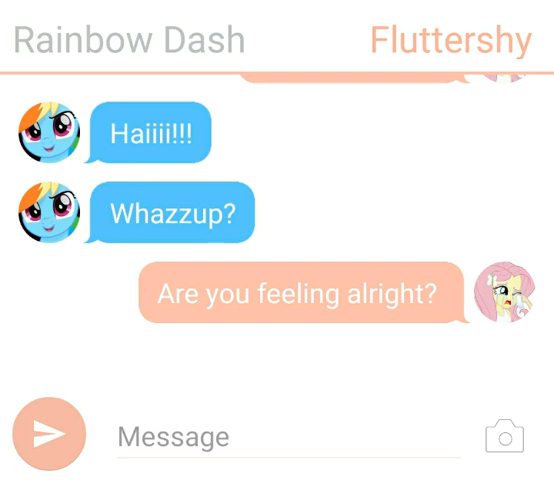 Rainbow Dash Fluttershy
Haiiii!!!
Whazzup?
Are you feeling alright?
Message